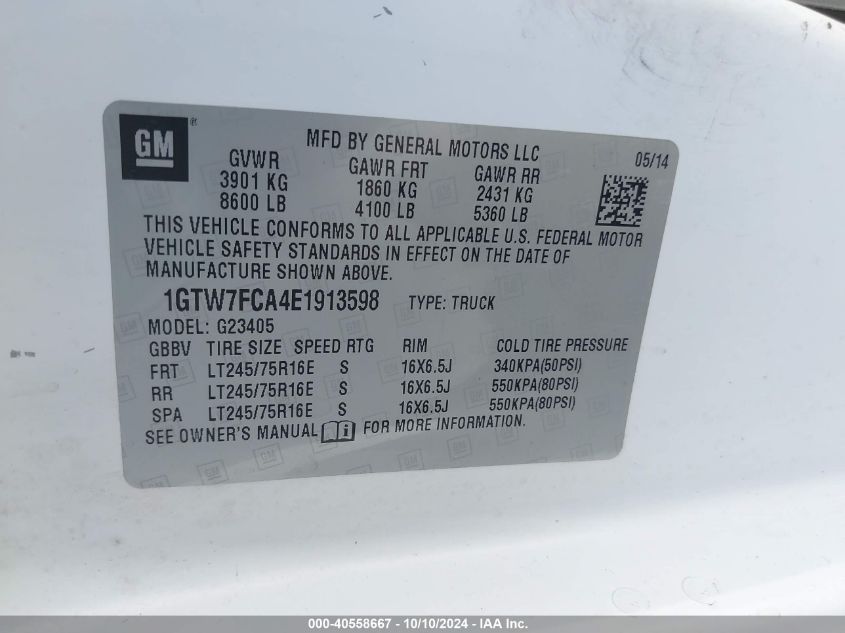 GM ®
MFD BY GENERAL MOTORS LLC 05/14
GVWR GAWR FRT GAWR RR
3901 KG 1860 KG 2431 KG
8600 LB 4100 LB 5360 LB
THIS VEHICLE CONFORMS TO ALL APPLICABLE U.S. FEDERAL MOTOR
VEHICLE SAFETY STANDARDS IN EFFECT ON THE DATE OF
MANUFACTURE SHOWN ABOVE.
1GTW7FCA4E1913598 TYPE: TRUCK
MODEL: G23405
GBBV TIRE SIZE SPEED RTG RIM COLD TIRE PRESSURE
FRT LT245/75R16E S 16X6.5J 340KPA(50PSI)
RR LT245/75R16E S 16X6.5J 550KPA(80PSI)
SPA LT245/75R16E S 16X6.5J 550KPA(80PSI)
SEE OWNER'S MANUAL FOR MORE INFORMATION.
000-40558667 - 10/10/2024 - IAA Inc.